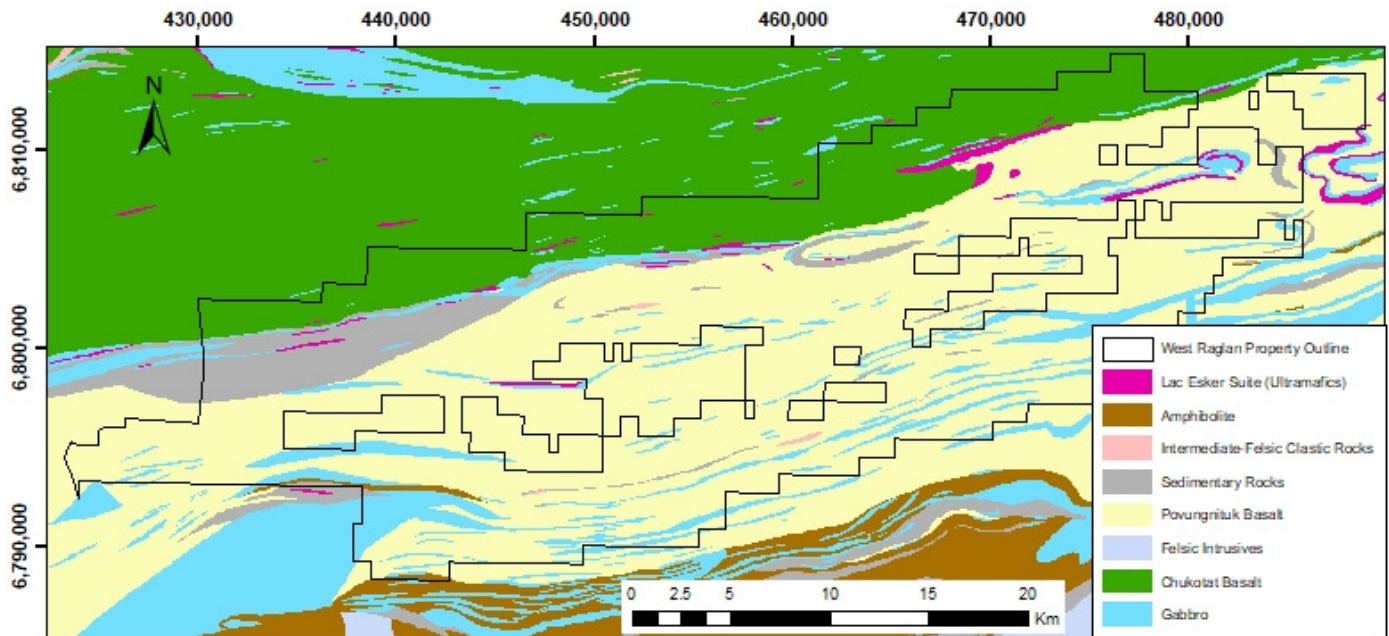 430,000 440,000 450,000 460,000 470,000 480,000
6,810,000
6,800,000
6,790,000
N
West Raglan Property Outline
Lac Esker Suite (Ultramafics)
Amphibolite
Intermediate-Felsic Clastic Rocks
Sedimentary Rocks
Povungnituk Basalt
Felsic Intrusives
Chukotat Basalt
Gabbro
0 2.5 5 10 15 20
Km